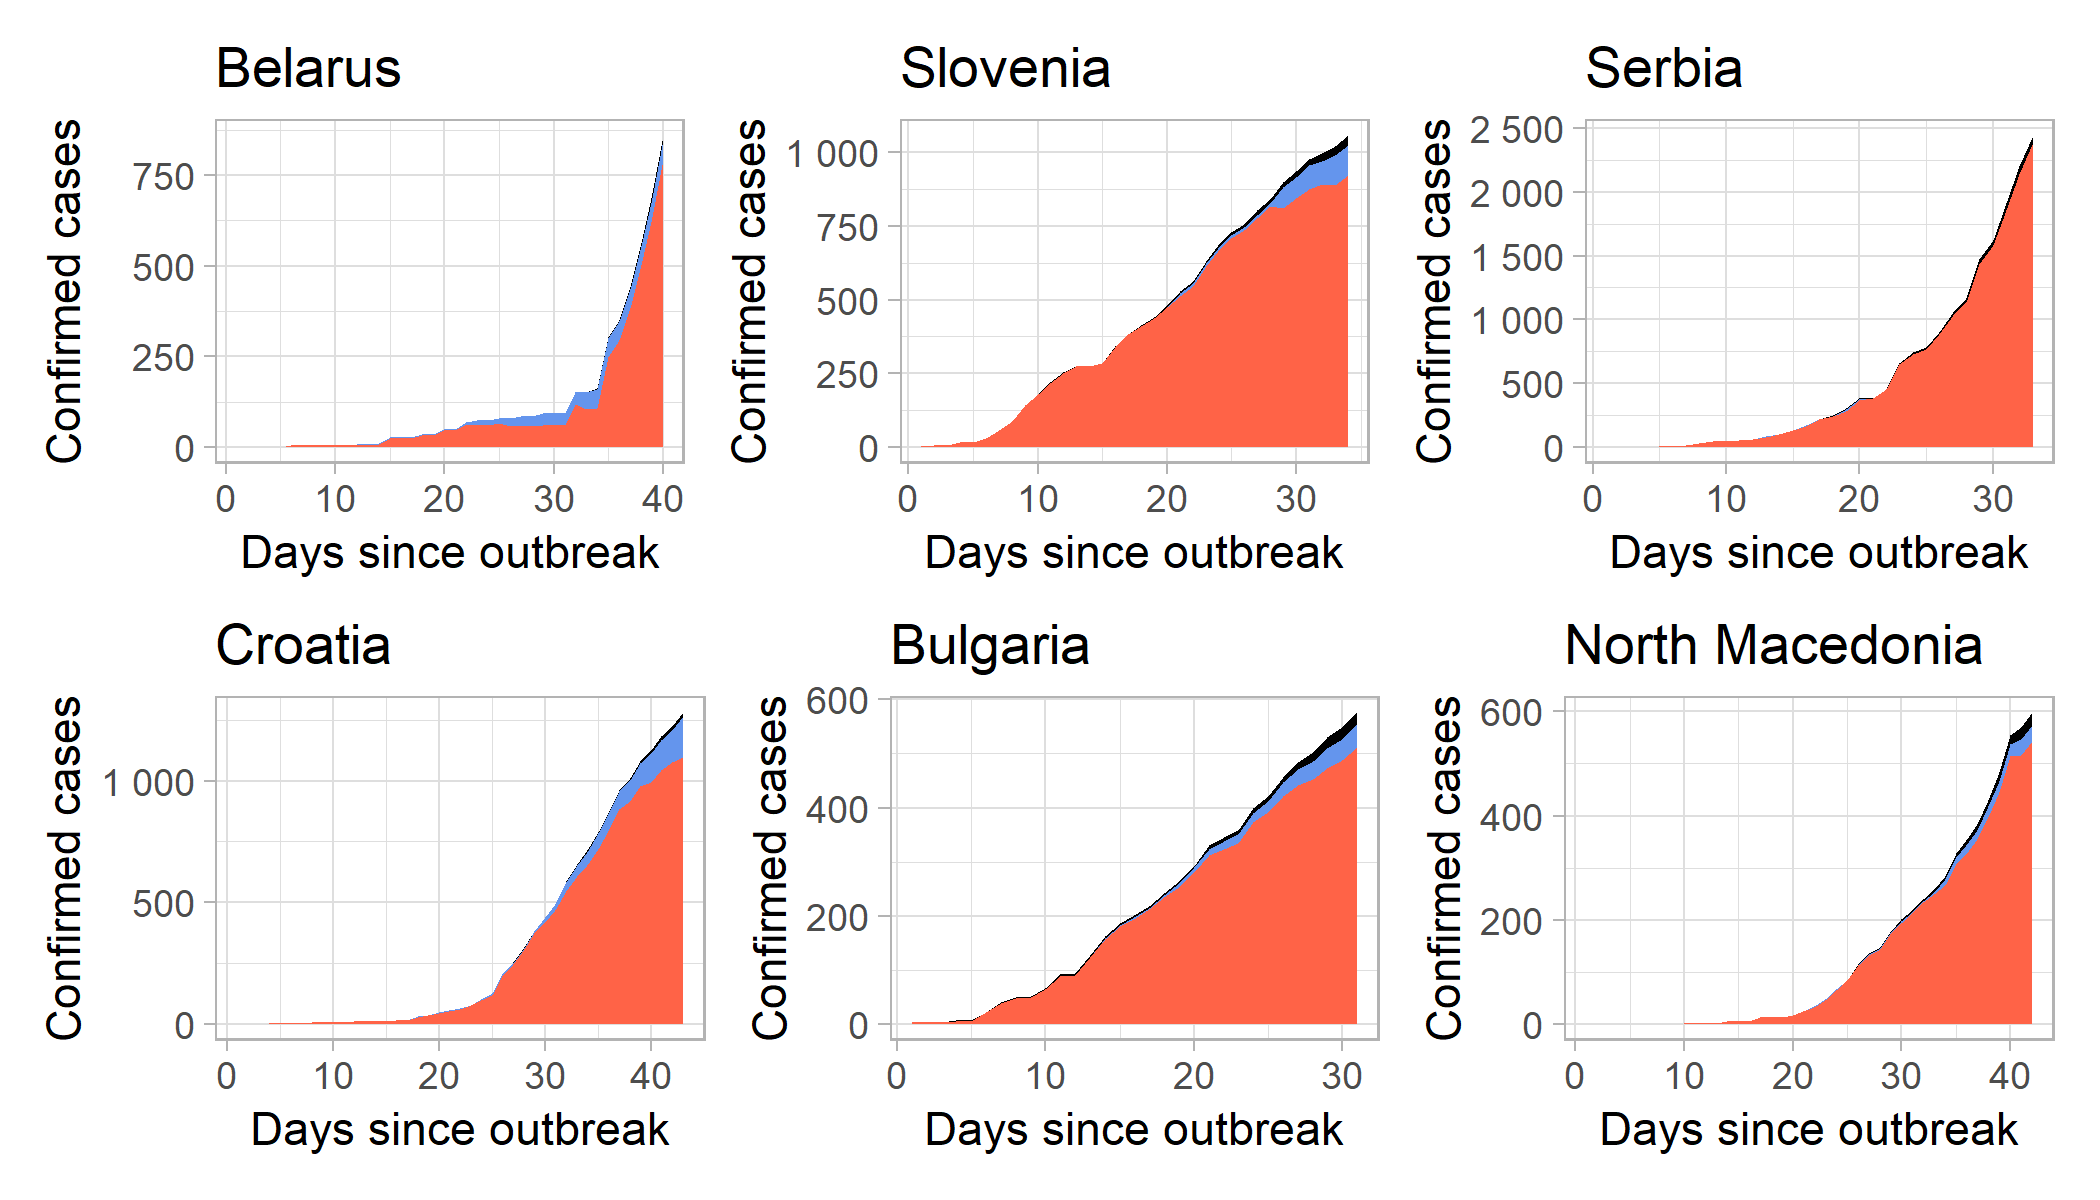 Belarus
Confirmed cases
750
500
250
0
0 10 20 30 40
Days since outbreak
Slovenia
Confirmed cases
1 000
750
500
250
0
0 10 20 30
Days since outbreak
Serbia
Confirmed cases
2 500
2 000
1 500
1 000
500
0
0 10 20 30
Days since outbreak
Croatia
Confirmed cases
1 000
500
0
0 10 20 30 40
Days since outbreak
Bulgaria
Confirmed cases
600
400
200
0
0 10 20 30
Days since outbreak
North Macedonia
Confirmed cases
600
400
200
0
0 10 20 30 40
Days since outbreak